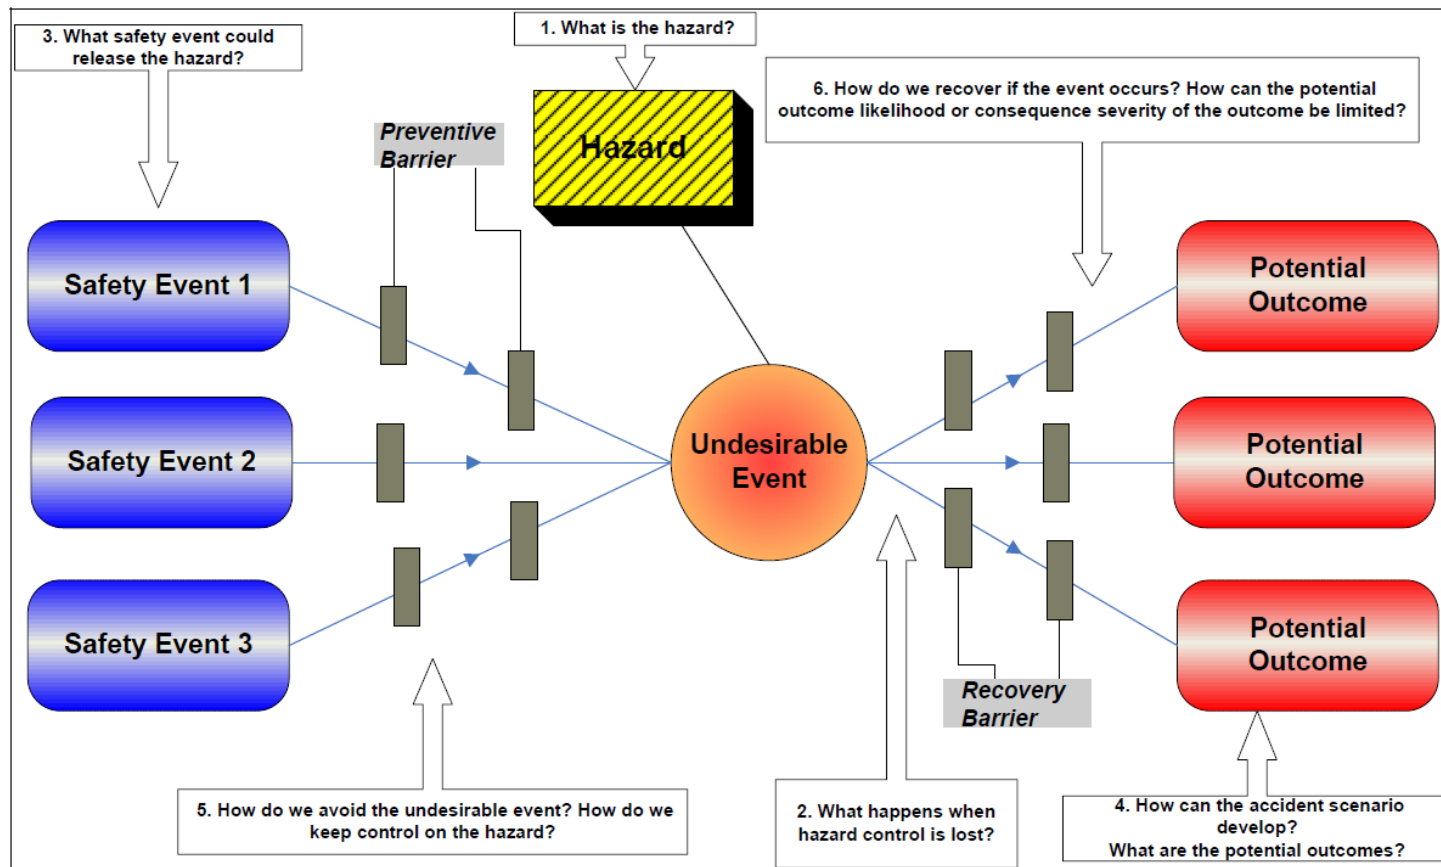 3. What safety event could
release the hazard?
1. What is the hazard?
6. How do we recover if the event occurs? How can the potential
outcome likelihood or consequence severity of the outcome be limited?
Preventive
Barrier
Hazard
Safety Event 1
Potential
Outcome
Safety Event 2
Undesirable
Event
Potential
Outcome
Safety Event 3
Potential
Outcome
Recovery
Barrier
5. How do we avoid the undesirable event? How do we
keep control on the hazard?
2. What happens when
hazard control is lost?
4. How can the accident scenario
develop?
What are the potential outcomes?